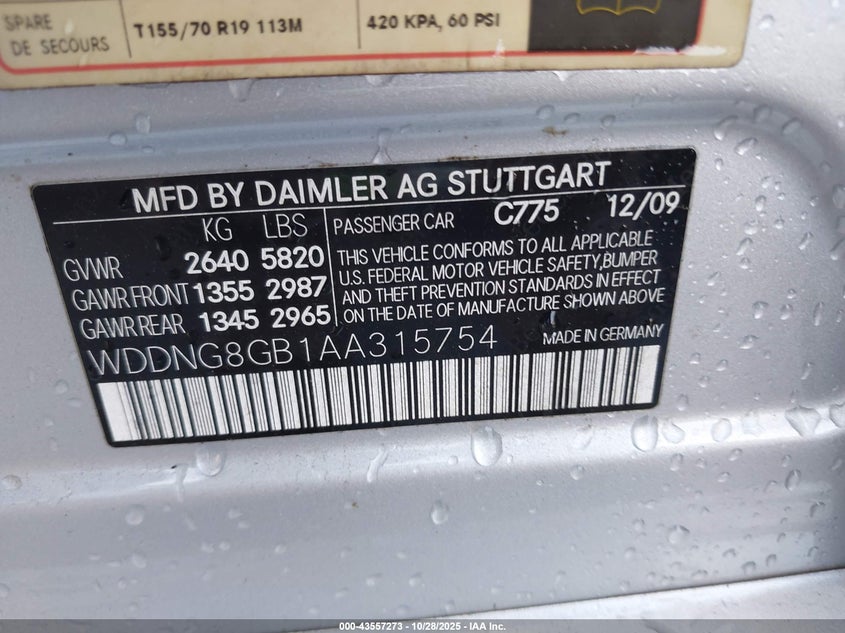 SPARE
DE SECOURS
T155/70 R19 113M
420 KPA, 60 PSI
MFD BY DAIMLER AG STUTTGART
KG LBS
GVWR 2640 5820
GAWR FRONT 1355 2987
GAWR REAR 1345 2965
PASSENGER CAR C775 12/09
THIS VEHICLE CONFORMS TO ALL APPLICABLE
U.S. FEDERAL MOTOR VEHICLE SAFETY,BUMPER
AND THEFT PREVENTION STANDARDS IN EFFECT
ON THE DATE OF MANUFACTURE SHOWN ABOVE
WDDNG8GB1AA315754
MADE IN GERMANY
000-43557273 - 10/28/2025 - IAA Inc.